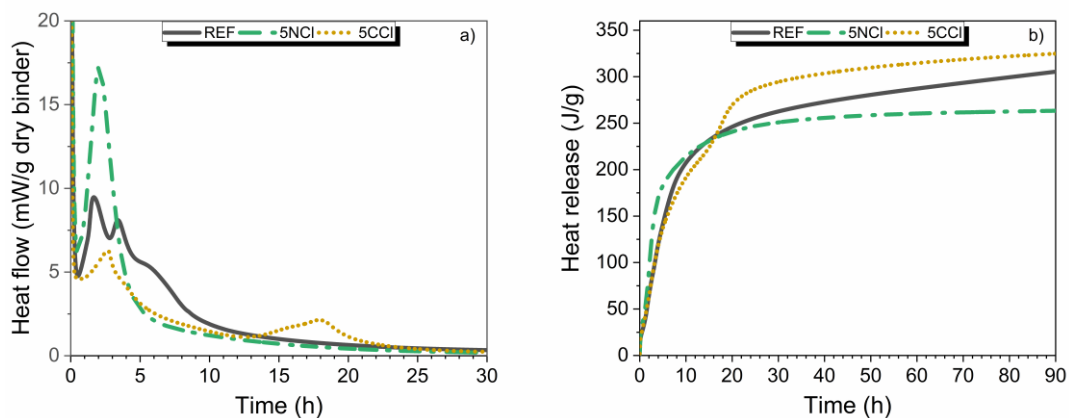 REF 5NCl 5CCl a)
Heat flow (mW/g dry binder)
20
15
10
5
0
0 5 10 15 20 25 30
Time (h)
REF 5NCl 5CCl b)
Heat release (J/g)
350
300
250
200
150
100
50
0
0 10 20 30 40 50 60 70 80 90
Time (h)